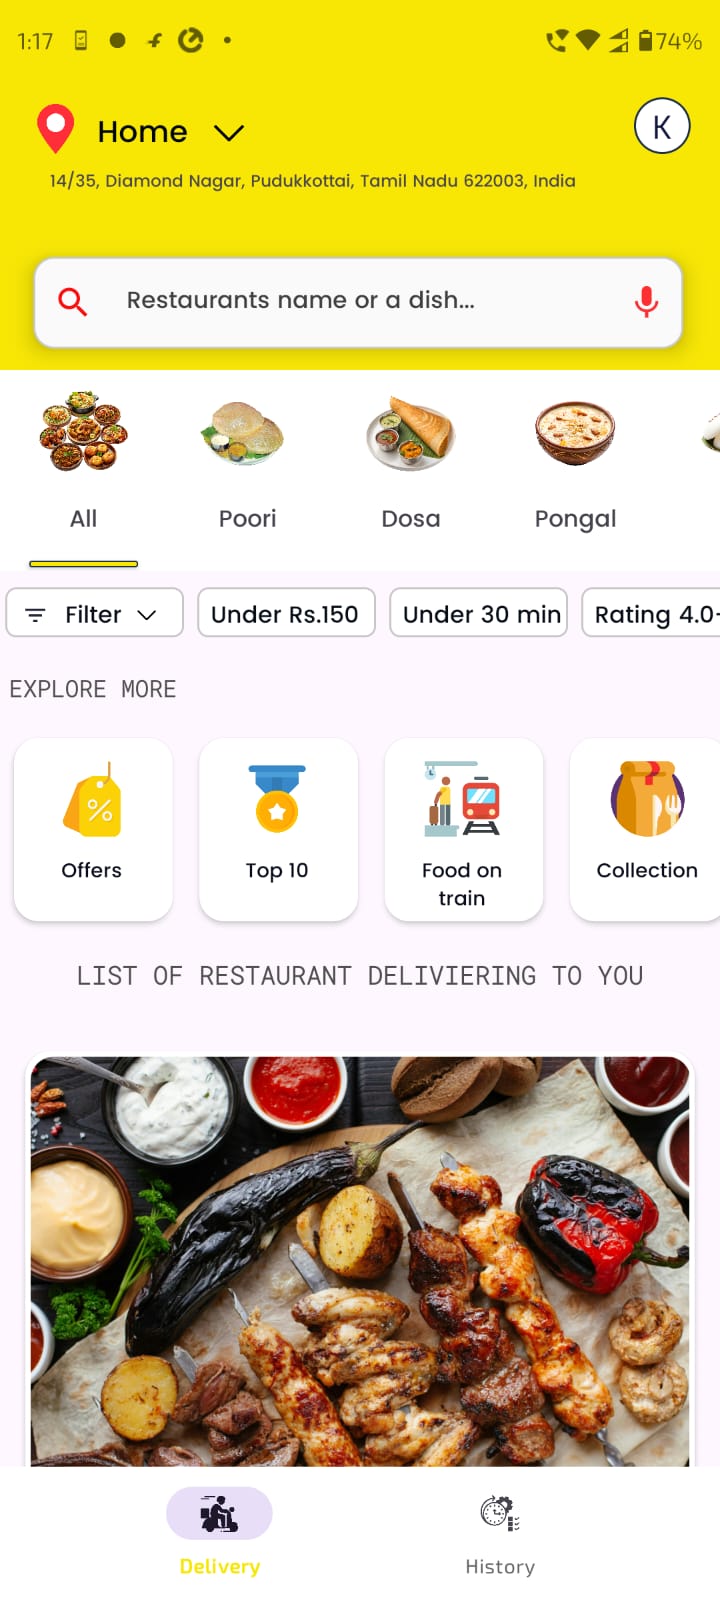 1:17
74%
Home
K
14/35, Diamond Nagar, Pudukkottai, Tamil Nadu 622003, India
Restaurants name or a dish...
All
Poori
Dosa
Pongal
Filter
Under Rs.150
Under 30 min
Rating 4.0
EXPLORE MORE
%
Offers
Top 10
Food on
train
Collection
LIST OF RESTAURANT DELIVIERING TO YOU
Delivery
History